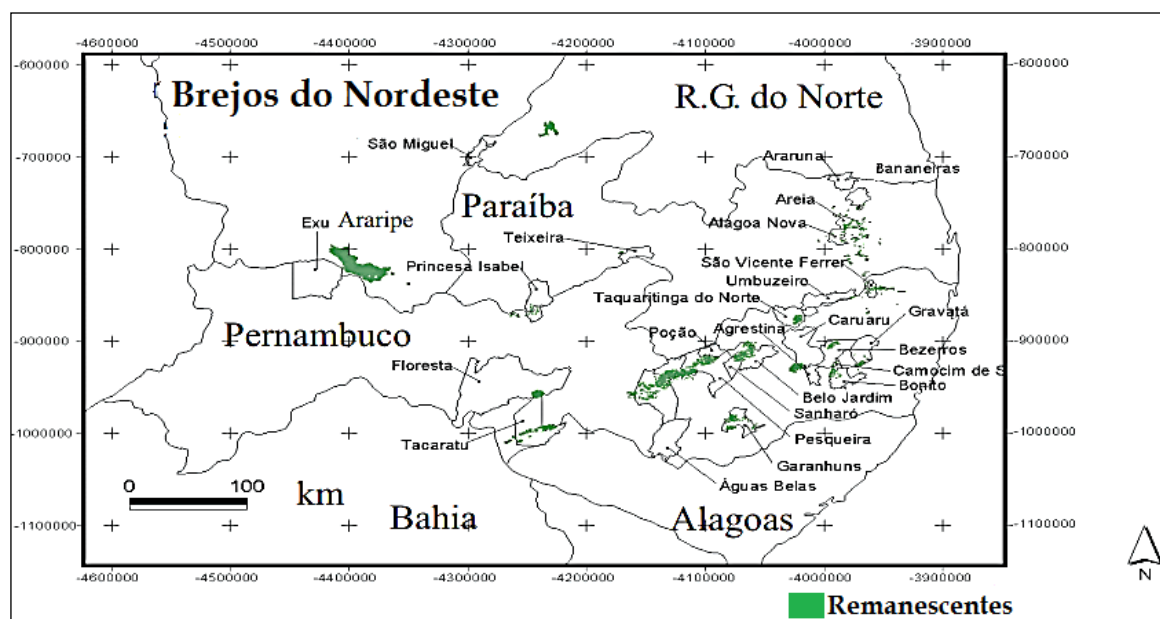 -4600000 -4500000 -4400000 -4300000 -4200000 -4100000 -4000000 -3900000
-600000 -600000
Brejos do Nordeste
R.G. do Norte
São Miguel
-700000 -700000
Araruna
Bananeiras
Paraíba
Areia
Alagoa Nova
Exu
Araripe
Teixeira
-800000 -800000
Princesa Isabel
São Vicente Ferrer
Umbuzeiro
Taquaritinga do Norte
Gravatá
Pernambuco
Poção
Agrestina
Caruaru
-900000 -900000
Bezerros
Floresta
Camocim de S
Bonito
Belo Jardim
Sanharó
-1000000 -1000000
Tacaratu
Pesqueira
Garanhuns
Águas Belas
0 100
km
Bahia
Alagoas
-1100000 -1100000
-4600000 -4500000 -4400000 -4300000 -4200000 -4100000 -4000000 -3900000
N
Remanescentes